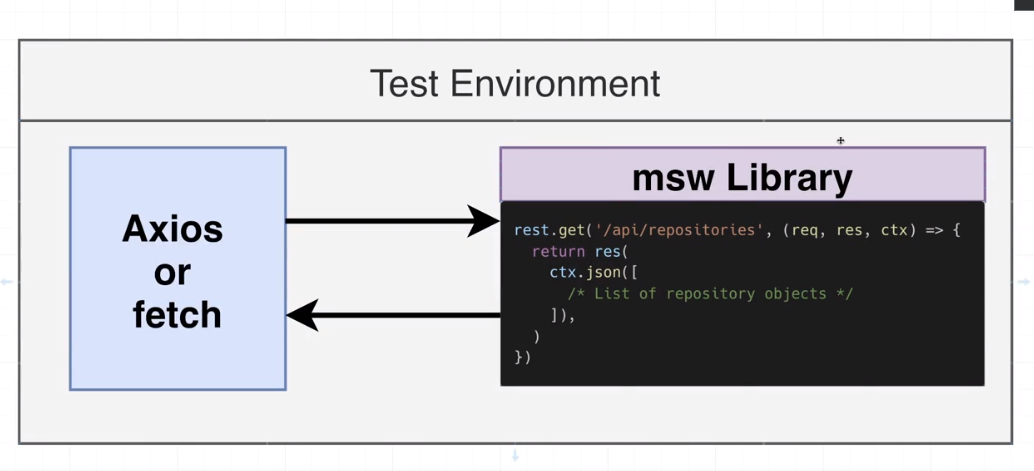 Test Environment
Axios
or
fetch
msw Library
rest.get('/api/repositories', (req, res, ctx) => {
  return res(
    ctx.json([
      /* List of repository objects */
    ]),
  )
})